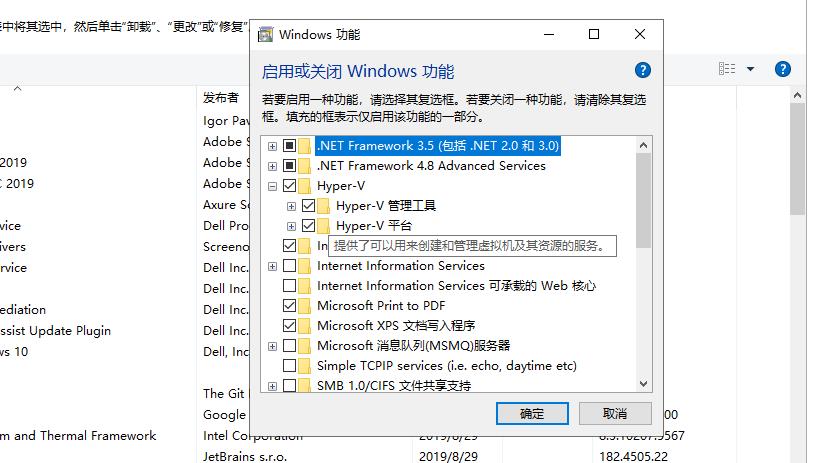 中将其选中，然后单击“卸载”、“更改”或“修复”
Windows 功能
启用或关闭 Windows 功能
若要启用一种功能，请选择其复选框。若要关闭一种功能，请清除其复选
框。填充的框表示仅启用该功能的一部分。
发布者
Igor Pav
.NET Framework 3.5 (包括 .NET 2.0 和 3.0)
Adobe S
2019
Adobe S
.NET Framework 4.8 Advanced Services
C 2019
Adobe S
Hyper-V
Axure S
Hyper-V 管理工具
vice
Dell Pro
Hyper-V 平台
ivers
Screeno
In
提供了可以用来创建和管理虚拟机及其资源的服务。
rvice
Dell Inc.
Internet Information Services
Dell Inc.
Internet Information Services 可承载的 Web 核心
ediation
Dell Inc.
Microsoft Print to PDF
ssist Update Plugin
Dell Inc.
Microsoft XPS 文档写入程序
ws 10
Dell, Inc
Microsoft 消息队列(MSMQ)服务器
Simple TCPIP services (i.e. echo, daytime etc)
The Git
SMB 1.0/CIFS 文件共享支持
Google
确定
取消
00
m and Thermal Framework
Intel Corporation
2019/8/29
8.5.10207.5567
JetBrains s.r.o.
2019/8/29
182.4505.22